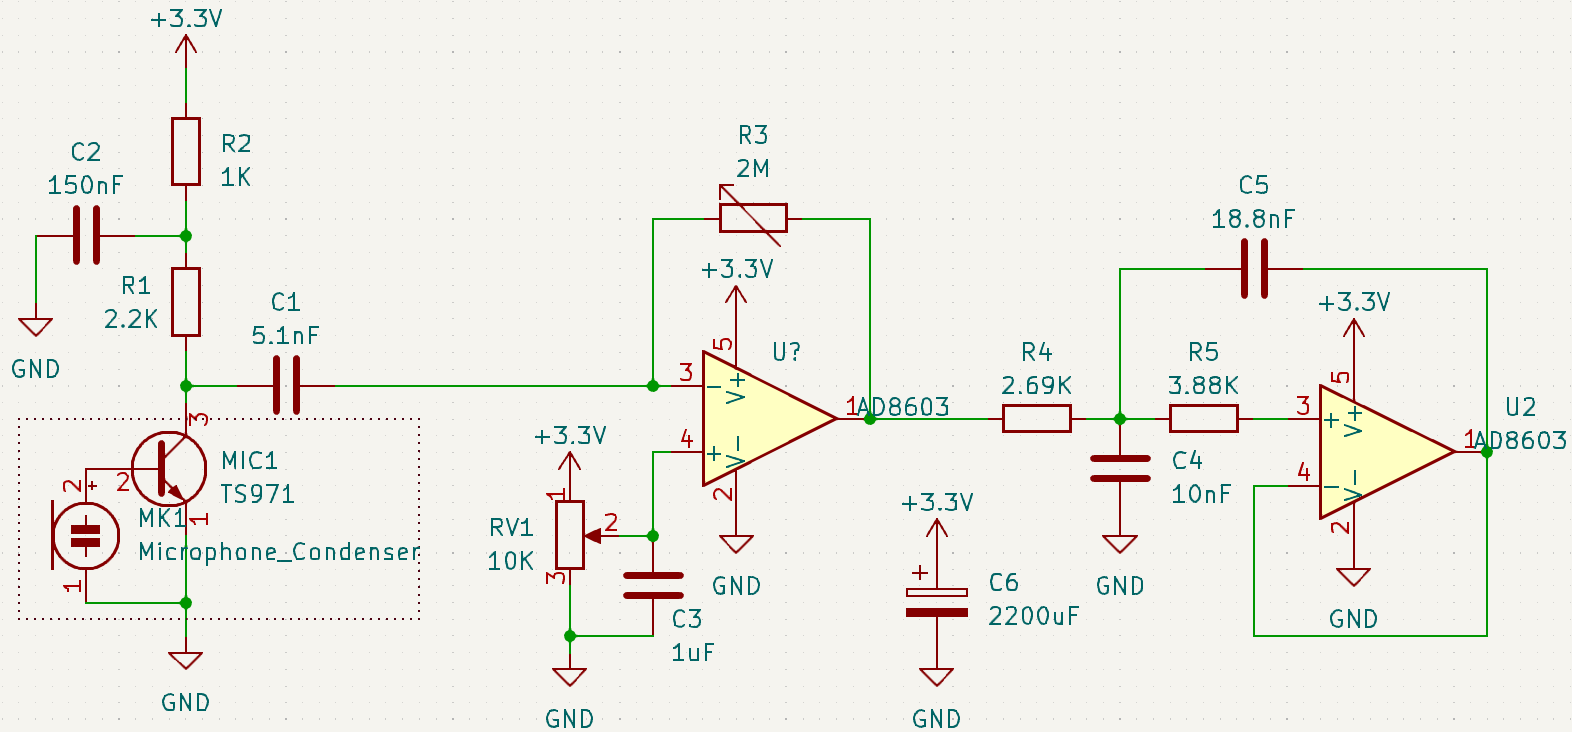 +3.3V
R2
1K
C2
150nF
GND
R1
2.2K
C1
5.1nF
3
MIC1
TS971
2
2
+
1
MK1
Microphone_Condenser
1
GND
R3
2M
+3.3V
5
U?
3
-
V+
1
AD8603
4
+
V-
2
GND
+3.3V
1
RV1
10K
2
3
C3
1uF
GND
+3.3V
+
C6
2200uF
GND
R4
2.69K
R5
3.88K
C5
18.8nF
C4
10nF
GND
+3.3V
5
U2
3
+
V+
1
AD8603
4
-
V-
2
GND